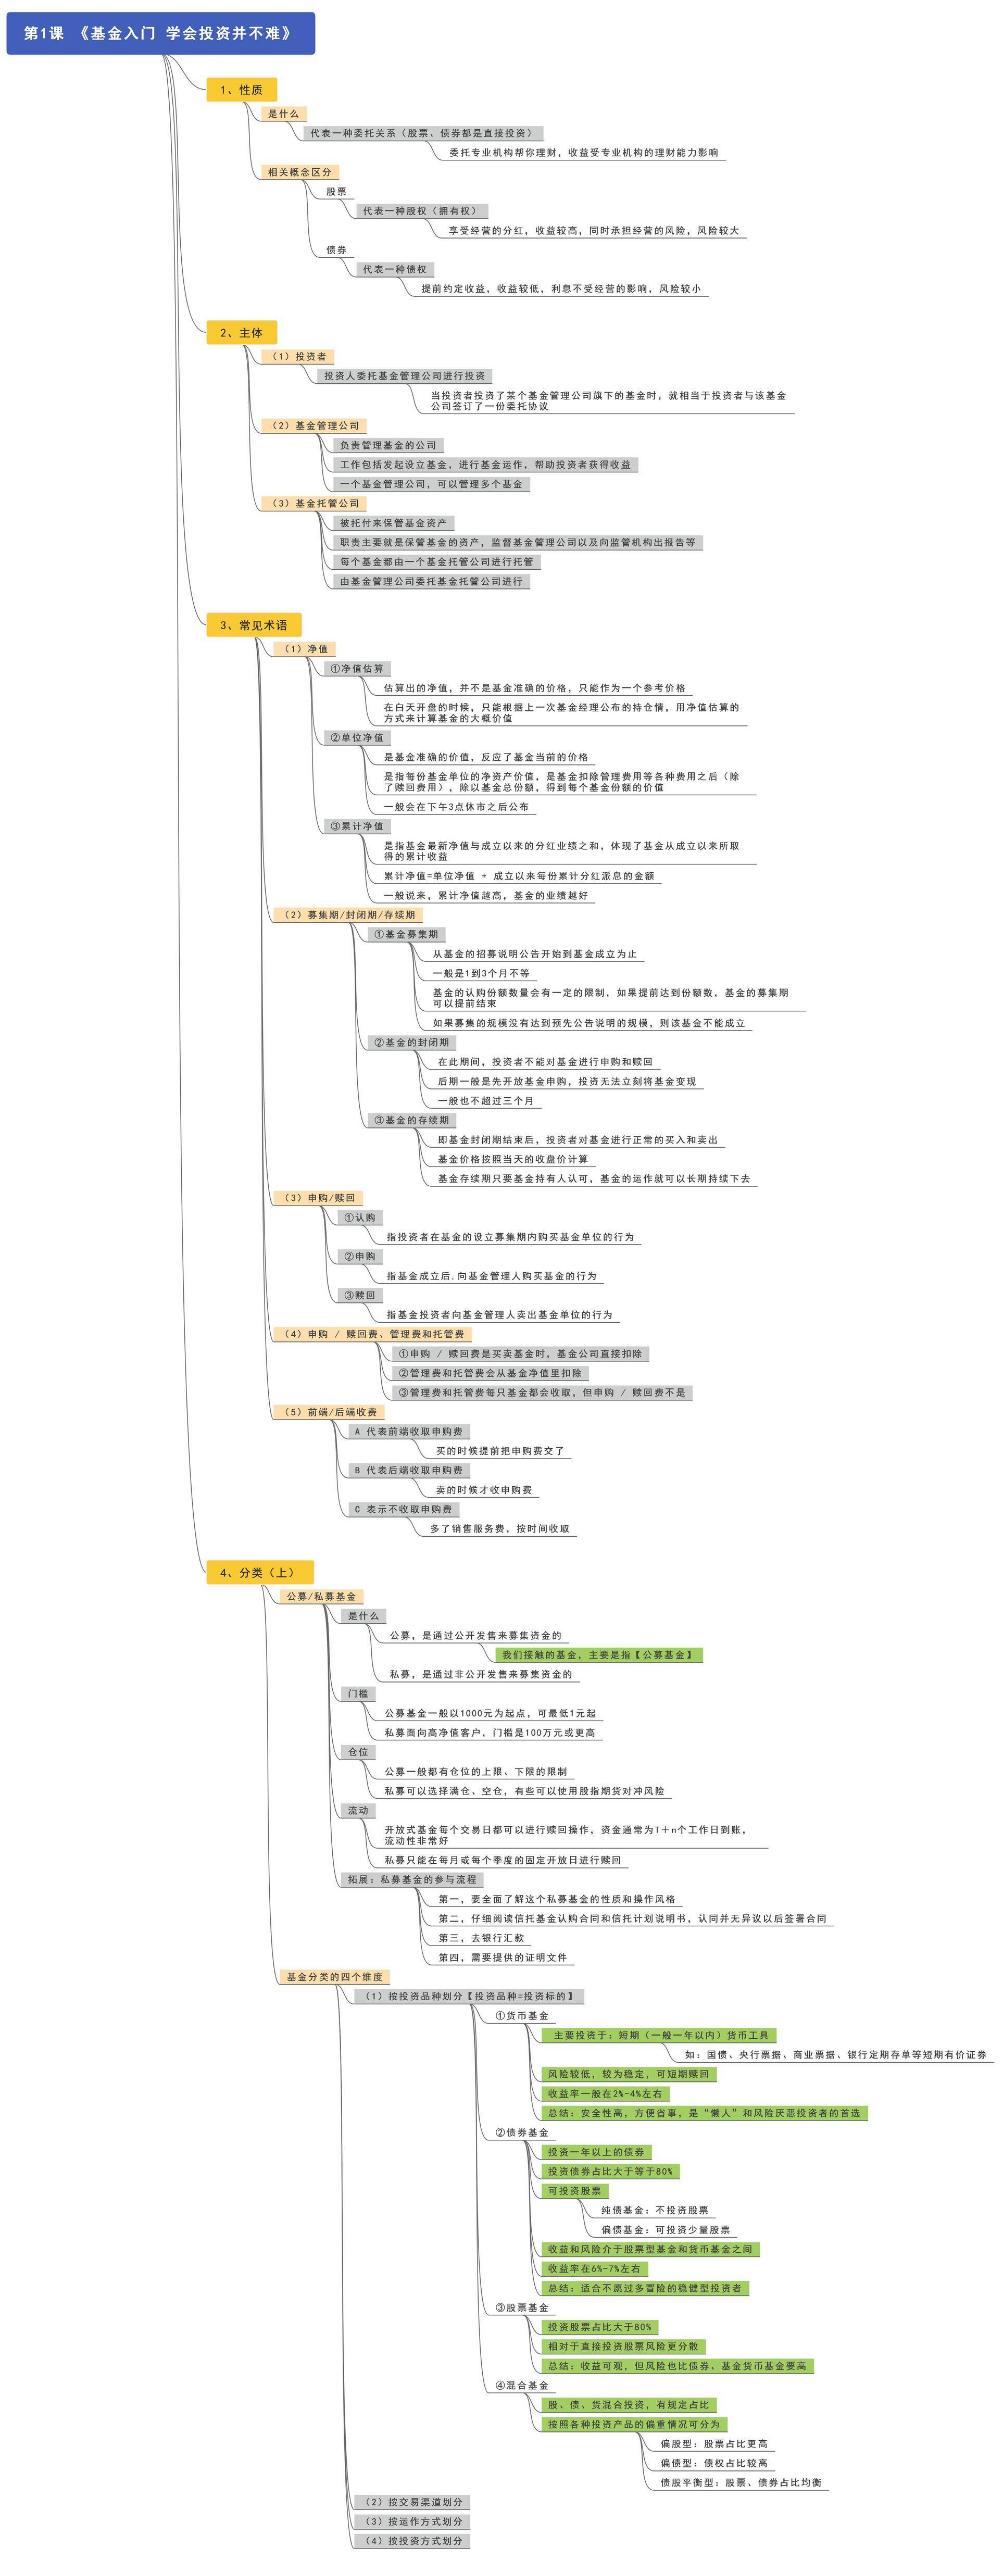 第1课 《基金入门 学会投资并不难》
1、性质
是什么
代表一种委托关系（股票、债券都是直接投资）
委托专业机构帮你理财，收益受专业机构的理财能力影响
相关概念区分
股票
代表一种股权（拥有权）
享受经营的分红，收益较高，同时承担经营的风险，风险较大
债券
代表一种债权
提前约定收益，收益较低，利息不受经营的影响，风险较小
2、主体
（1）投资者
投资人委托基金管理公司进行投资
当投资者投资了某个基金管理公司旗下的基金时，就相当于投资者与该基金
公司签订了一份委托协议
（2）基金管理公司
负责管理基金的公司
工作包括发起设立基金，进行基金运作，帮助投资者获得收益
一个基金管理公司，可以管理多个基金
（3）基金托管公司
被托付来保管基金资产
职责主要就是保管基金的资产，监督基金管理公司以及向监管机构出报告等
每个基金都由一个基金托管公司进行托管
由基金管理公司委托基金托管公司进行
3、常见术语
（1）净值
①净值估算
估算出的净值，并不是基金准确的价格，只能作为一个参考价格
在白天开盘的时候，只能根据上一次基金经理公布的持仓情，用净值估算的
方式来计算基金的大概价值
②单位净值
是基金准确的价值，反应了基金当前的价格
是指每份基金单位的净资产价值，是基金扣除管理费用等各种费用之后（除
了赎回费用），除以基金总份额，得到每个基金份额的价值
一般会在下午3点休市之后公布
③累计净值
是指基金最新净值与成立以来的分红业绩之和，体现了基金从成立以来所取
得的累计收益
累计净值=单位净值 + 成立以来每份累计分红派息的金额
一般说来，累计净值越高，基金的业绩越好
（2）募集期/封闭期/存续期
①基金募集期
从基金的招募说明公告开始到基金成立为止
一般是1到3个月不等
基金的认购份额数量会有一定的限制，如果提前达到份额数，基金的募集期
可以提前结束
如果募集的规模没有达到预先公告说明的规模，则该基金不能成立
②基金的封闭期
在此期间，投资者不能对基金进行申购和赎回
后期一般是先开放基金申购，投资无法立刻将基金变现
一般也不超过三个月
③基金的存续期
即基金封闭期结束后，投资者对基金进行正常的买入和卖出
基金价格按照当天的收盘价计算
基金存续期只要基金持有人认可，基金的运作就可以长期持续下去
（3）申购/赎回
①认购
指投资者在基金的设立募集期内购买基金单位的行为
②申购
指基金成立后,向基金管理人购买基金的行为
③赎回
指基金投资者向基金管理人卖出基金单位的行为
（4）申购 / 赎回费、管理费和托管费
①申购 / 赎回费是买卖基金时，基金公司直接扣除
②管理费和托管费会从基金净值里扣除
③管理费和托管费每只基金都会收取，但申购 / 赎回费不是
（5）前端/后端收费
A 代表前端收取申购费
买的时候提前把申购费交了
B 代表后端收取申购费
卖的时候才收申购费
C 表示不收取申购费
多了销售服务费，按时间收取
4、分类（上）
公募/私募基金
是什么
公募，是通过公开发售来募集资金的
我们接触的基金，主要是指【公募基金】
私募，是通过非公开发售来募集资金的
门槛
公募基金一般以1000元为起点，可最低1元起
私募面向高净值客户，门槛是100万元或更高
仓位
公募一般都有仓位的上限、下限的限制
私募可以选择满仓、空仓，有些可以使用股指期货对冲风险
流动
开放式基金每个交易日都可以进行赎回操作，资金通常为T＋n个工作日到账，
流动性非常好
私募只能在每月或每个季度的固定开放日进行赎回
拓展：私募基金的参与流程
第一，要全面了解这个私募基金的性质和操作风格
第二，仔细阅读信托基金认购合同和信托计划说明书，认同并无异议以后签署合同
第三，去银行汇款
第四，需要提供的证明文件
基金分类的四个维度
（1）按投资品种划分【投资品种=投资标的】
①货币基金
主要投资于：短期（一般一年以内）货币工具
如：国债、央行票据、商业票据、银行定期存单等短期有价证券
风险较低，较为稳定，可短期赎回
收益率一般在2%-4%左右
总结：安全性高，方便省事，是“懒人”和风险厌恶投资者的首选
②债券基金
投资一年以上的债券
投资债券占比大于等于80%
可投资股票
纯债基金：不投资股票
偏债基金：可投资少量股票
收益和风险介于股票型基金和货币基金之间
收益率在6%-7%左右
总结：适合不愿过多冒险的稳健型投资者
③股票基金
投资股票占比大于80%
相对于直接投资股票风险更分散
总结：收益可观，但风险也比债券、基金货币基金要高
④混合基金
股、债、货混合投资，有规定占比
按照各种投资产品的偏重情况可分为
偏股型：股票占比更高
偏债型：债权占比较高
债股平衡型：股票、债券占比均衡
（2）按交易渠道划分
（3）按运作方式划分
（4）按投资方式划分